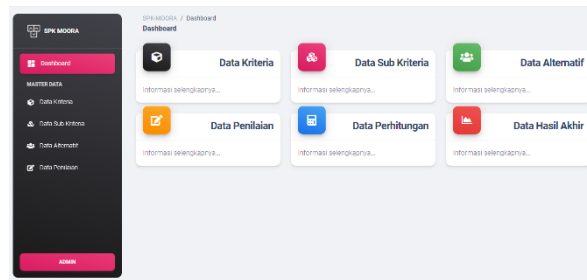 SPK MOORA
Dashboard
MASTER DATA
Data Kriteria
Data Sub Kriteria
Data Alternatif
Data Penilaian
ADMIN
SPK MOORA / Dashboard
Dashboard
Data Kriteria
Informasi selengkapnya...
Data Sub Kriteria
Informasi selengkapnya...
Data Alternatif
Informasi selengkapnya...
Data Penilaian
Informasi selengkapnya...
Data Perhitungan
Informasi selengkapnya...
Data Hasil Akhir
Informasi selengkapnya...